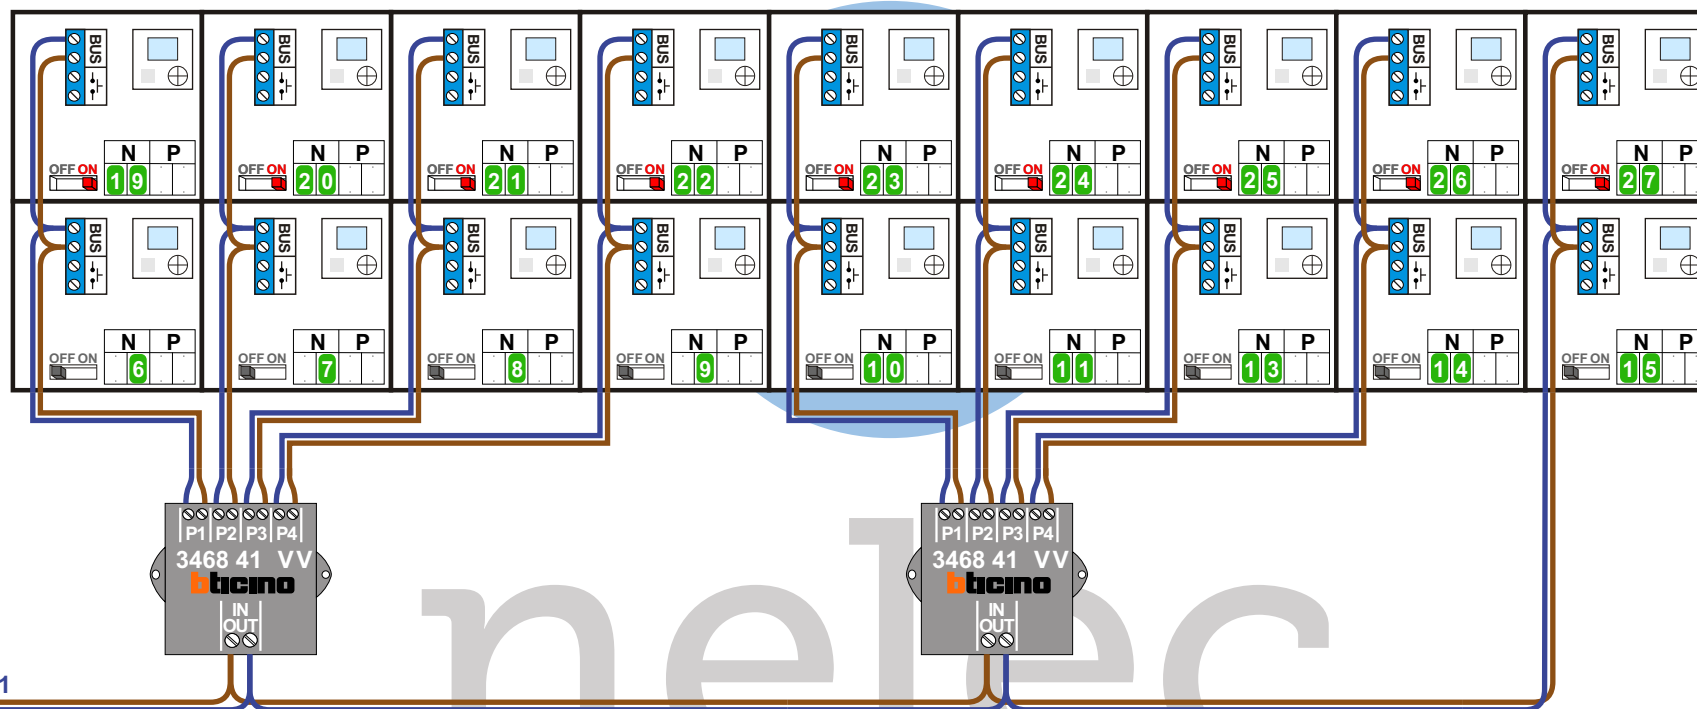 BUS BUS BUS BUS BUS BUS BUS BUS BUS
N P N P N P N P N P N P N P N P N P
OFF ON 19 OFF ON 20 OFF ON 21 OFF ON 22 OFF ON 23 OFF ON 24 OFF ON 25 OFF ON 26 OFF ON 27
BUS BUS BUS BUS BUS BUS BUS BUS BUS
N P N P N P N P N P N P N P N P N P
OFF ON 6 OFF ON 7 OFF ON 8 OFF ON 9 OFF ON 10 OFF ON 11 OFF ON 13 OFF ON 14 OFF ON 15
P1 P2 P3 P4
3468 41 VV
bticino
IN
OUT
P1 P2 P3 P4
3468 41 VV
bticino
IN
OUT
nelec
1